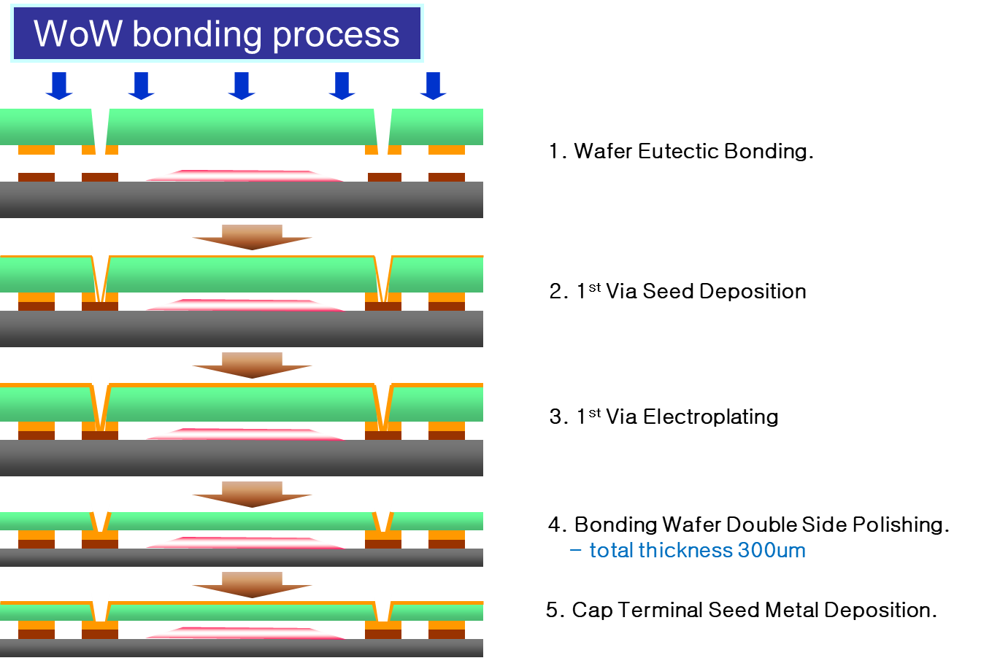 WoW bonding process
1. Wafer Eutectic Bonding.
2. 1st Via Seed Deposition
3. 1st Via Electroplating
4. Bonding Wafer Double Side Polishing.
- total thickness 300um
5. Cap Terminal Seed Metal Deposition.